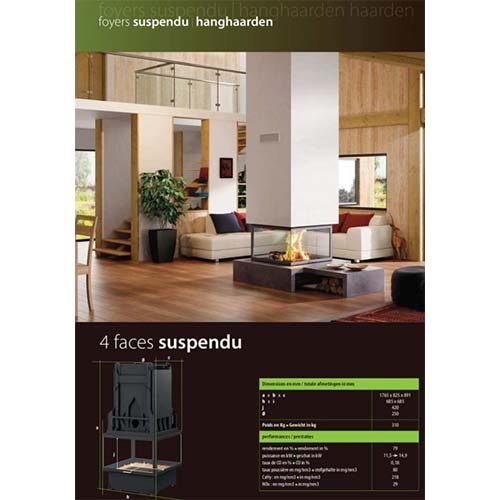 foyers suspendu | hanghaarden haarden
foyers suspendu | hanghaarden
4 faces suspendu
Dimensions en mm / totale afmetingen in mm
a × b × c 1765 x 825 x 891
h × i 685 x 685
j 420
Ø 250
Poids en Kg = Gewicht in kg 310
performances / prestaties
rendement en % = rendement in % 79
puissance en kW = geschat in kW 11,5 ➔ 14,9
taux de CO en % = CO in % 0,18
taux poussière en mg/nm3 = stofgehalte in mg/nm3 80
CxHy : en mg/nm3 = in mg/nm3 218
NOx : en mg/nm3 = in mg/nm3 29